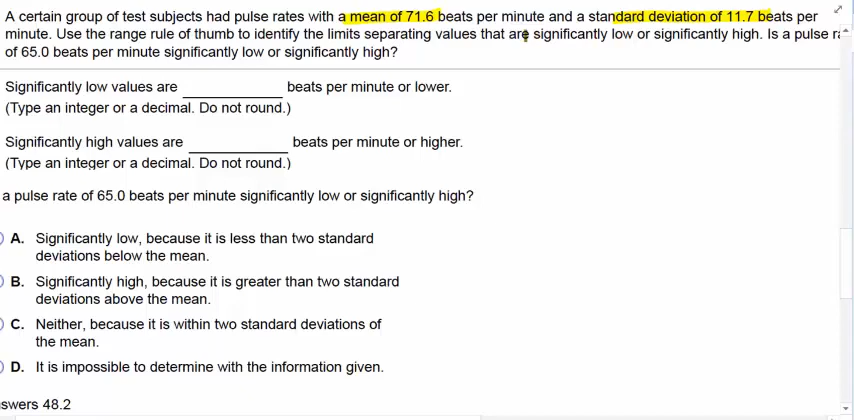 A certain group of test subjects had pulse rates with a mean of 71.6 beats per minute and a standard deviation of 11.7 beats per
minute. Use the range rule of thumb to identify the limits separating values that are significantly low or significantly high. Is a pulse
of 65.0 beats per minute significantly low or significantly high?
Significantly low values are ____________ beats per minute or lower.
(Type an integer or a decimal. Do not round.)
Significantly high values are ____________ beats per minute or higher.
(Type an integer or a decimal. Do not round.)
a pulse rate of 65.0 beats per minute significantly low or significantly high?
A. Significantly low, because it is less than two standard
deviations below the mean.
B. Significantly high, because it is greater than two standard
deviations above the mean.
C. Neither, because it is within two standard deviations of
the mean.
D. It is impossible to determine with the information given.
swers 48.2